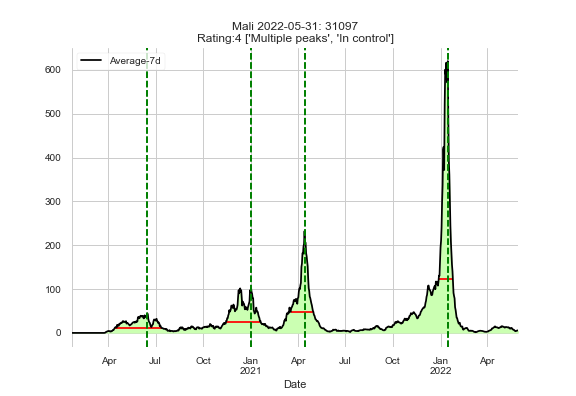 Mali 2022-05-31: 31097
Rating:4 ['Multiple peaks', 'In control']
Average-7d
600
500
400
300
200
100
0
Apr Jul Oct Jan Apr Jul Oct Jan Apr
2021 2022
Date